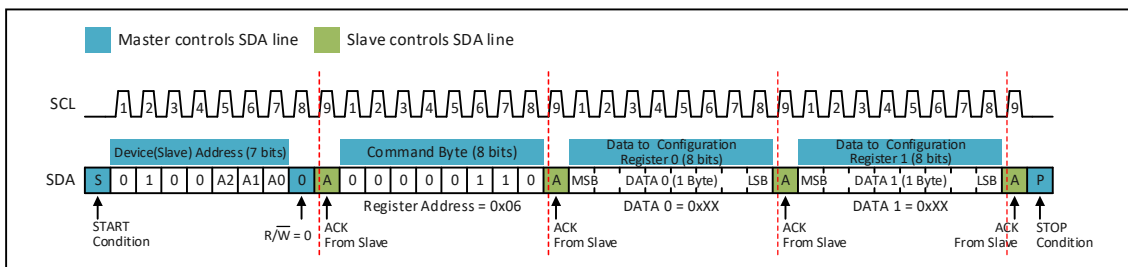 Master controls SDA line Slave controls SDA line
SCL 1 2 3 4 5 6 7 8 9 1 2 3 4 5 6 7 8 9 1 2 3 4 5 6 7 8 9 1 2 3 4 5 6 7 8 9
Device(Slave) Address (7 bits) Command Byte (8 bits) Data to Configuration Register 0 (8 bits) Data to Configuration Register 1 (8 bits)
SDA S 0 1 0 0 A2 A1 A0 0 A 0 0 0 0 0 1 1 0 A MSB DATA 0 (1 Byte) LSB A MSB DATA 1 (1 Byte) LSB A P
Register Address = 0x06 DATA 0 = 0xXX DATA 1 = 0xXX
START Condition
R/W̅ = 0
ACK From Slave
ACK From Slave
ACK From Slave
ACK From Slave
STOP Condition